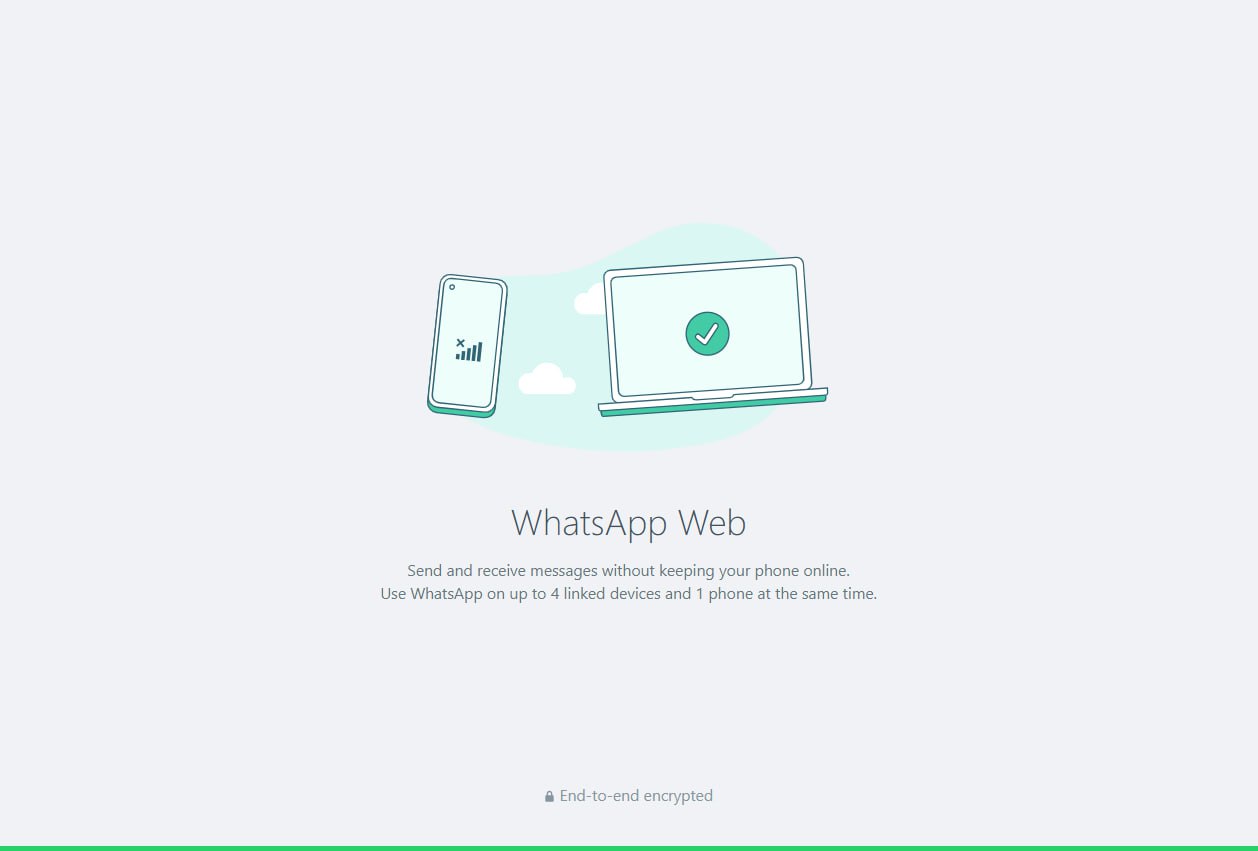 WhatsApp Web
Send and receive messages without keeping your phone online.
Use WhatsApp on up to 4 linked devices and 1 phone at the same time.
End-to-end encrypted